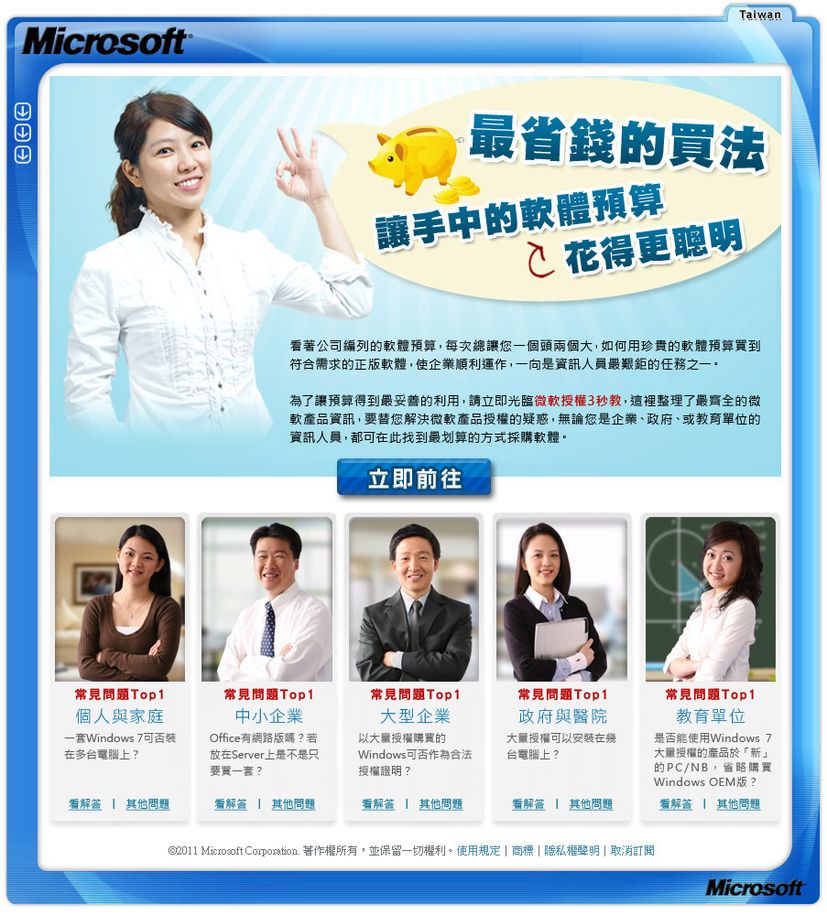 Taiwan
Microsoft
最省錢的買法
讓手中的軟體預算
花得更聰明
看著公司編列的軟體預算，每次總讓您一個頭兩個大，如何用珍貴的軟體預算買到
符合需求的正版軟體，使企業順利運作，一向是資訊人員最艱鉅的任務之一。
為了讓預算得到最妥善的利用，請立即光臨微軟授權3秒教，這裡整理了最齊全的微
軟產品資訊，要替您解決微軟產品授權的疑惑，無論您是企業、政府、或教育單位的
資訊人員，都可在此找到最划算的方式採購軟體。
立即前往
常見問題Top1
個人與家庭
一套Windows 7可否裝
在多台電腦上？
看解答 | 其他問題
常見問題Top1
中小企業
Office有網路版嗎？若
放在Server上是不是只
要買一套？
看解答 | 其他問題
常見問題Top1
大型企業
以大量授權購買的
Windows可否作為合法
授權證明？
看解答 | 其他問題
常見問題Top1
政府與醫院
大量授權可以安裝在幾
台電腦上？
看解答 | 其他問題
常見問題Top1
教育單位
是否能使用Windows 7
大量授權的產品於「新」
的PC/NB，省略購買
Windows OEM版？
看解答 | 其他問題
©2011 Microsoft Corporation. 著作權所有，並保留一切權利。使用規定 | 商標 | 隱私權聲明 | 取消訂閱
Microsoft